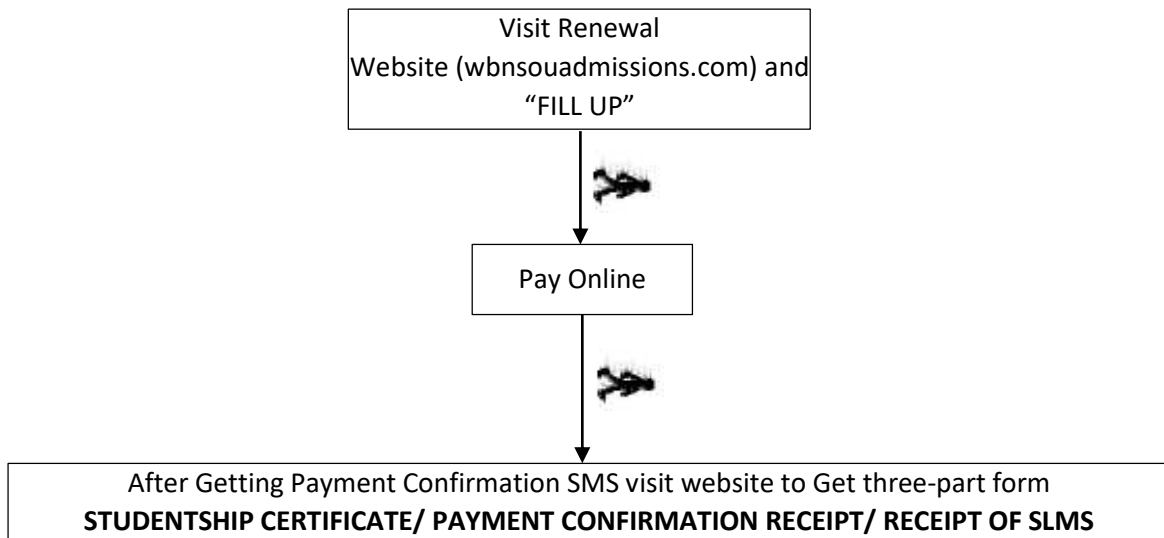 Visit Renewal
Website (wbnsouadmissions.com) and
“FILL UP”
Pay Online
After Getting Payment Confirmation SMS visit website to Get three-part form
STUDENTSHIP CERTIFICATE/ PAYMENT CONFIRMATION RECEIPT/ RECEIPT OF SLMS